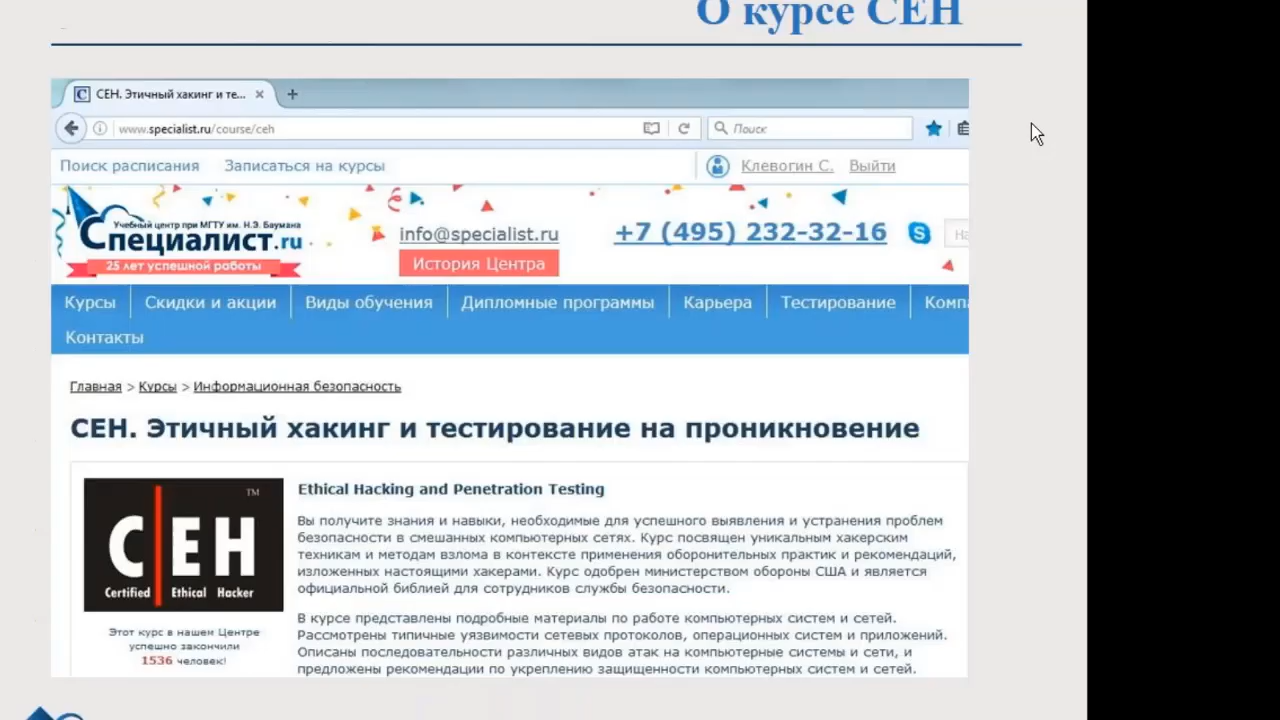 О курсе CEH
CEH. Этичный хакинг и те...
www.specialist.ru/course/ceh
Поиск
Поиск расписания Записаться на курсы
Клевогин С. Выйти
Учебный центр при МГТУ им. Н.Э. Баумана
Специалист.ru
25 лет успешной работы
info@specialist.ru
История Центра
+7 (495) 232-32-16
Курсы Скидки и акции Виды обучения Дипломные программы Карьера Тестирование
Контакты
Главная > Курсы > Информационная безопасность
CEH. Этичный хакинг и тестирование на проникновение
C EH TM
Certified Ethical Hacker
Этот курс в нашем Центре
успешно закончили
1536 человек!
Ethical Hacking and Penetration Testing
Вы получите знания и навыки, необходимые для успешного выявления и устранения проблем
безопасности в смешанных компьютерных сетях. Курс посвящен уникальным хакерским
техникам и методам взлома в контексте применения оборонительных практик и рекомендаций,
изложенных настоящими хакерами. Курс одобрен министерством обороны США и является
официальной библией для сотрудников службы безопасности.
В курсе представлены подробные материалы по работе компьютерных систем и сетей.
Рассмотрены типичные уязвимости сетевых протоколов, операционных систем и приложений.
Описаны последовательности различных видов атак на компьютерные системы и сети, и
предложены рекомендации по укреплению защищенности компьютерных систем и сетей.